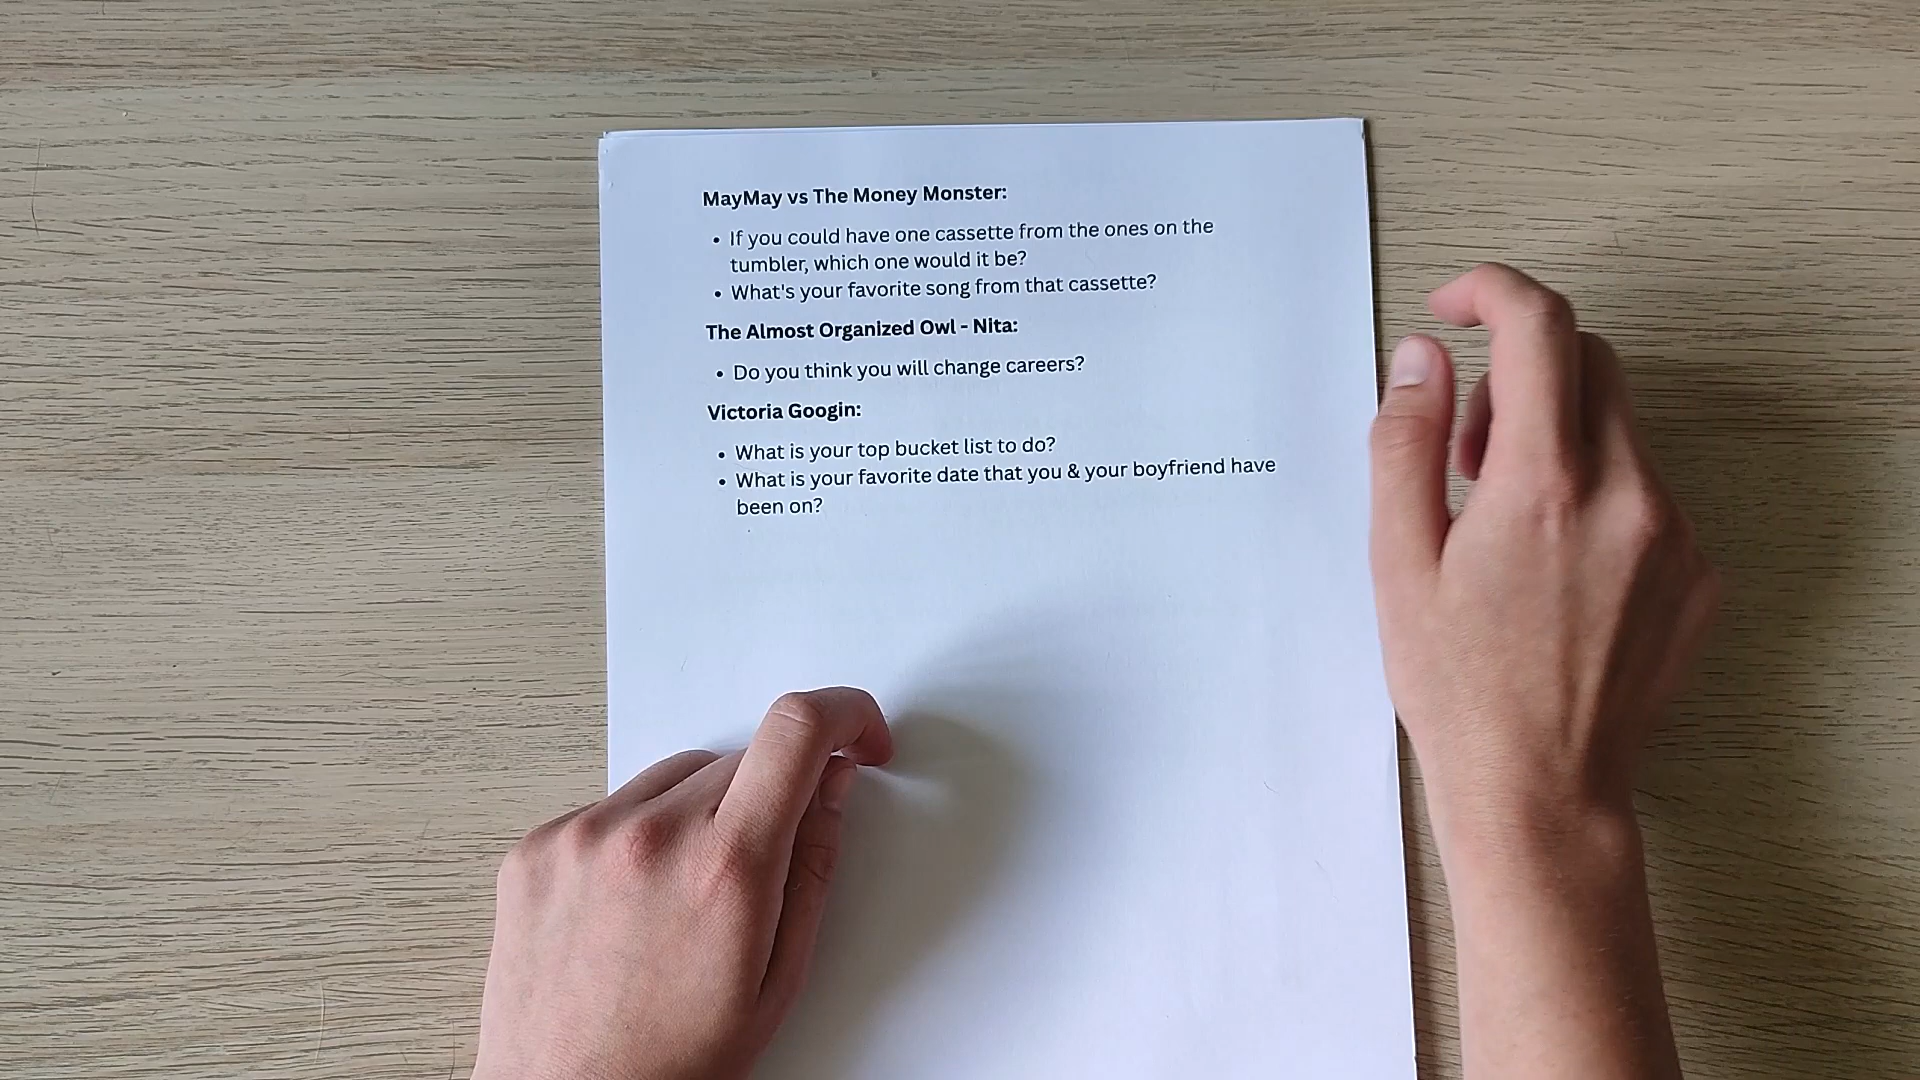 MayMay vs The Money Monster:
• If you could have one cassette from the ones on the
tumbler, which one would it be?
• What's your favorite song from that cassette?
The Almost Organized Owl - Nita:
• Do you think you will change careers?
Victoria Googin:
• What is your top bucket list to do?
• What is your favorite date that you & your boyfriend have
been on?